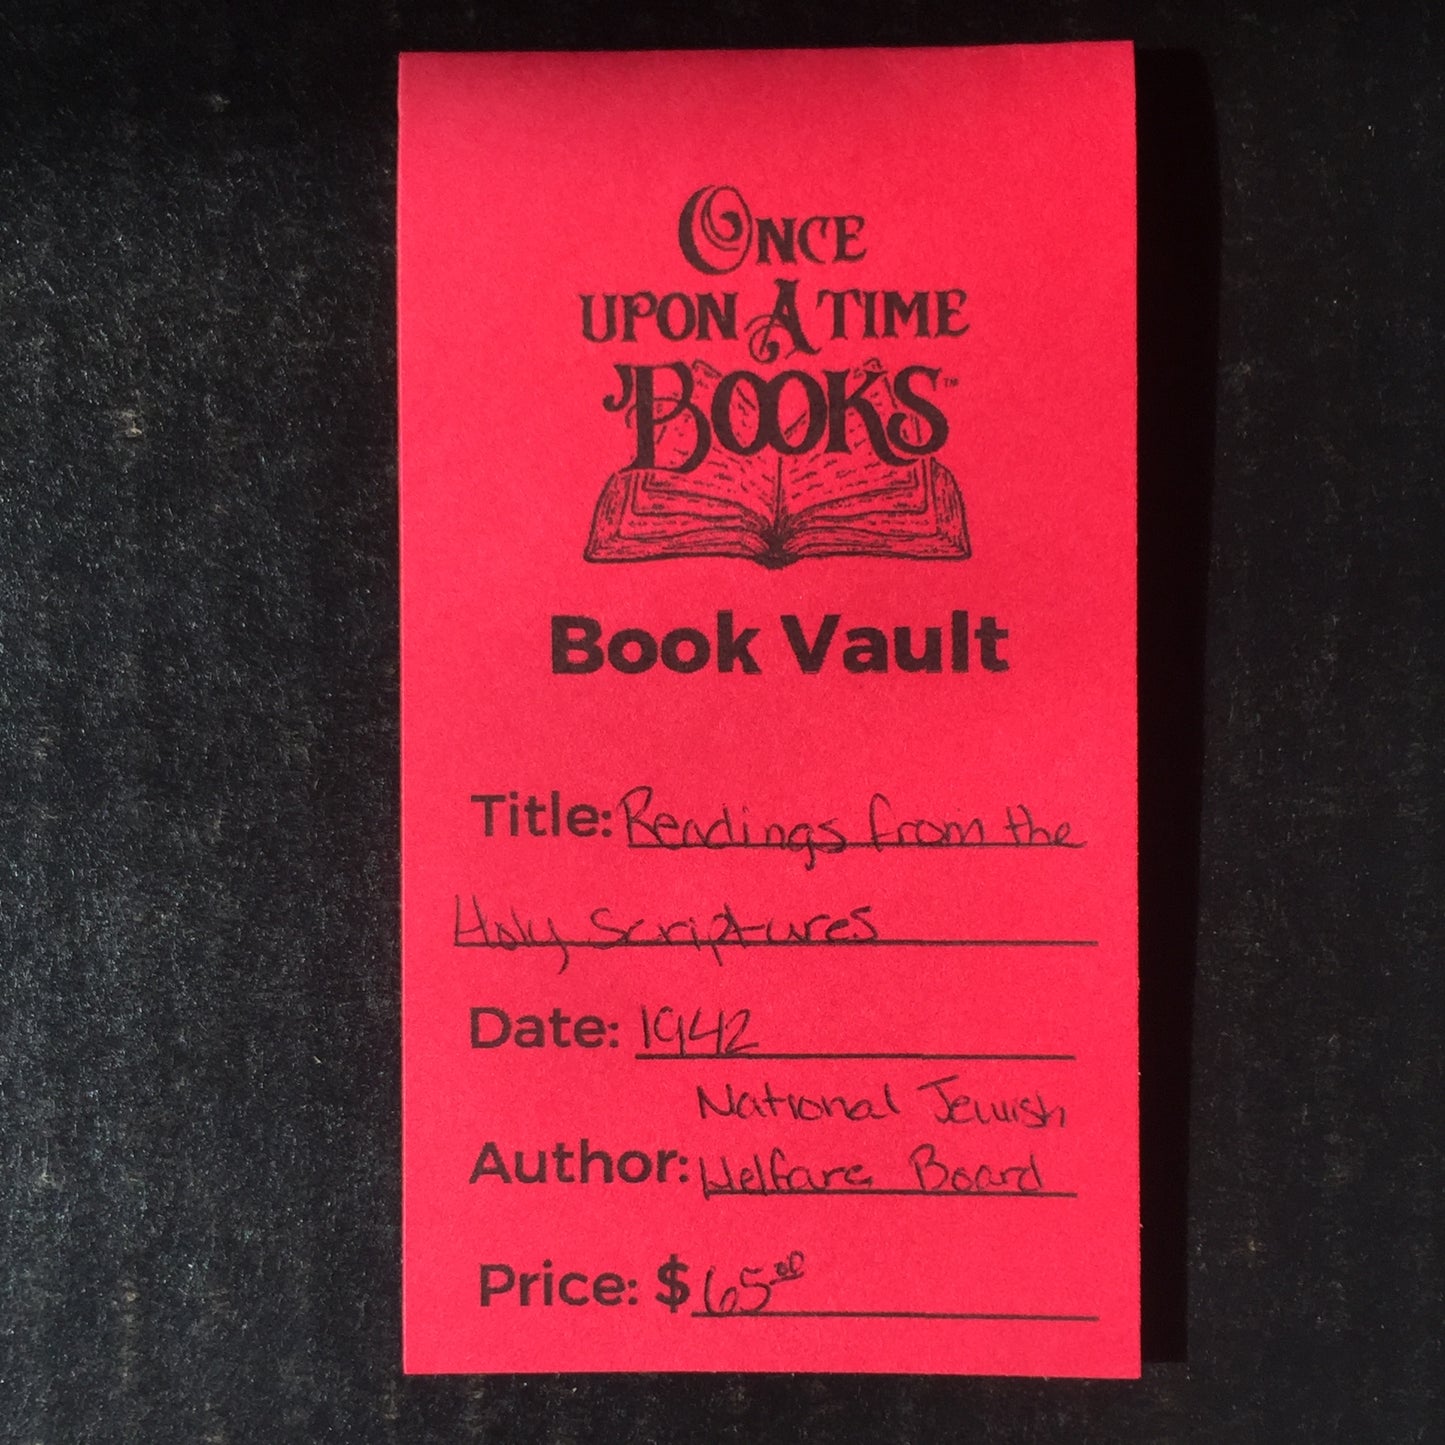 ONCE
UPON A TIME
BOOKS™
Book Vault
Title: Readings from the
Holy Scriptures
Date: 1942
National Jewish
Author: Welfare Board
Price: $65.00